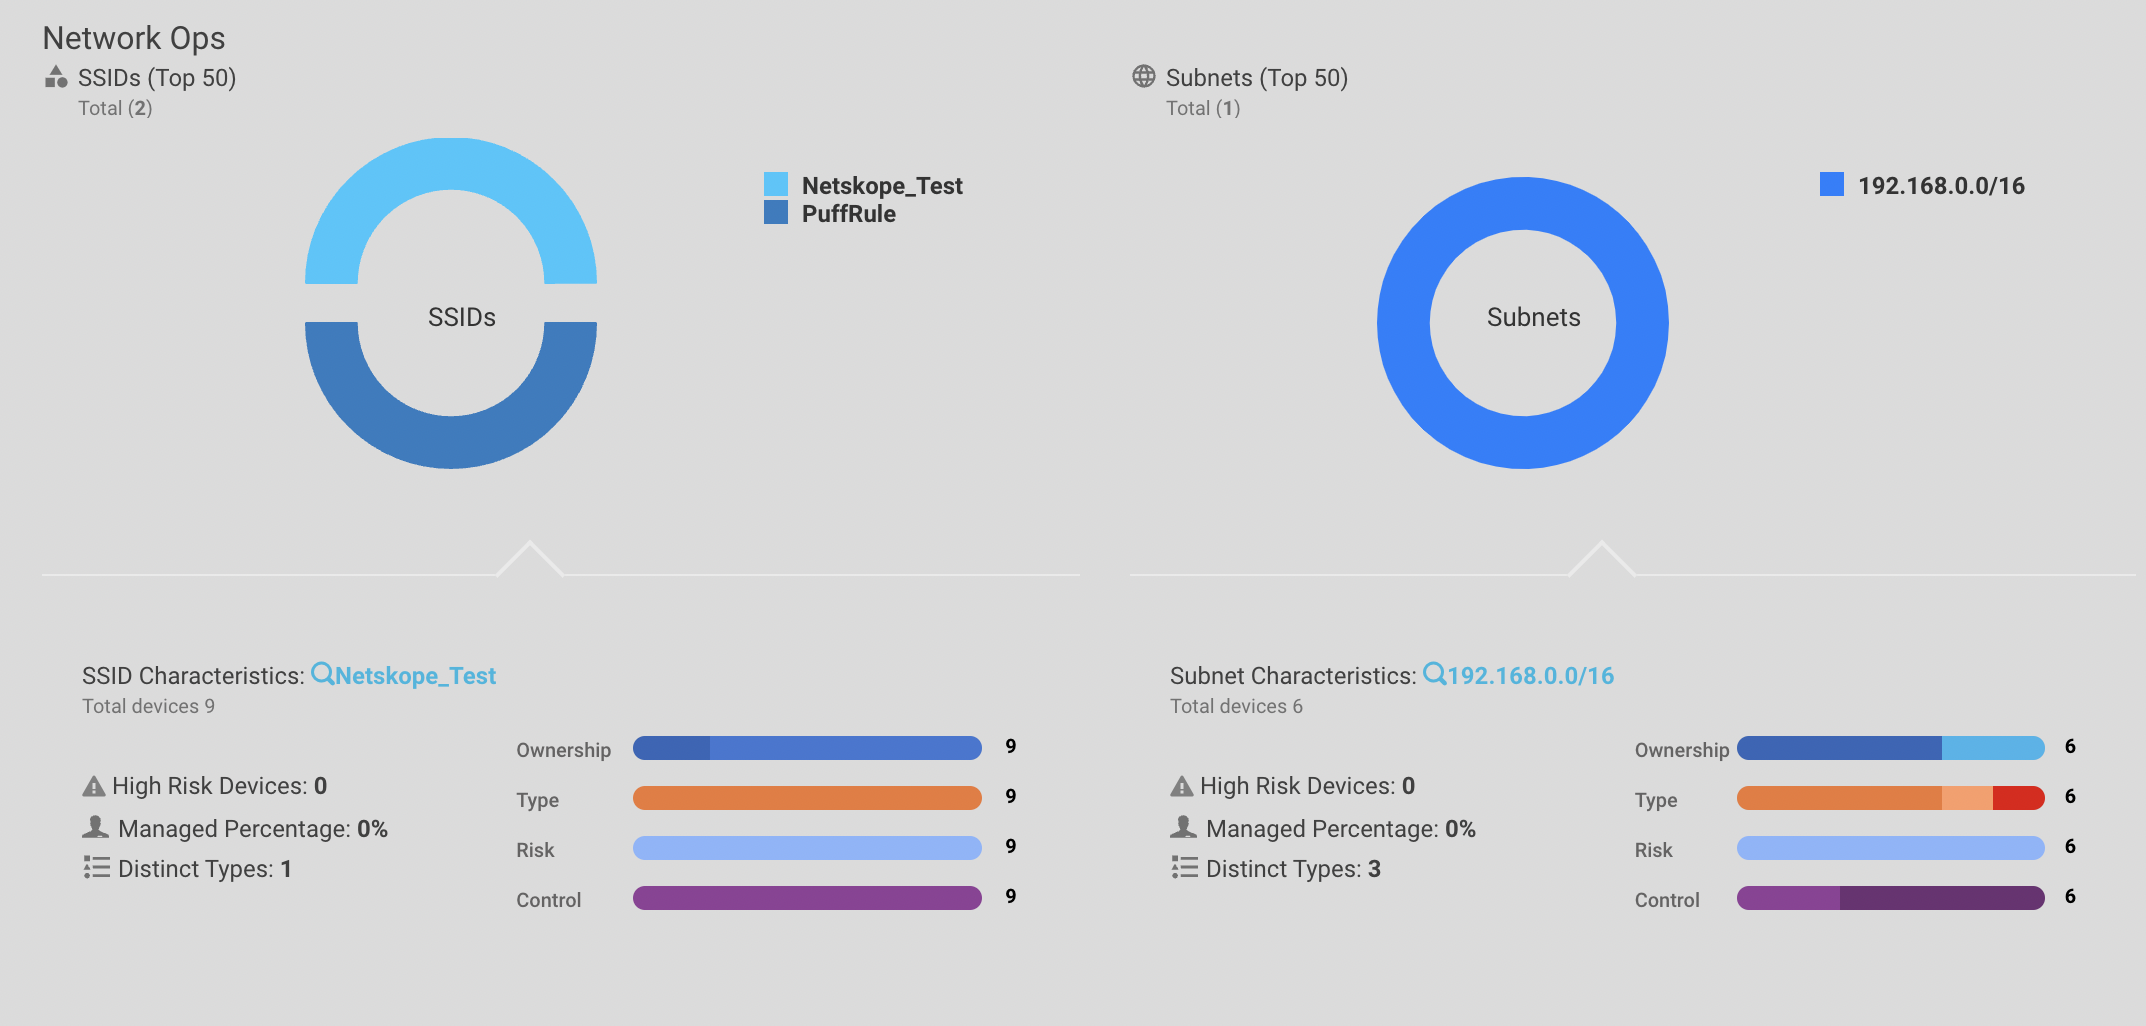 Network Ops
SSIDs (Top 50)
Total (2)
Netskope_Test
PuffRule
SSIDs
Subnets (Top 50)
Total (1)
192.168.0.0/16
Subnets
SSID Characteristics: Netskope_Test
Total devices 9
High Risk Devices: 0
Managed Percentage: 0%
Distinct Types: 1
Ownership 9
Type 9
Risk 9
Control 9
Subnet Characteristics: 192.168.0.0/16
Total devices 6
High Risk Devices: 0
Managed Percentage: 0%
Distinct Types: 3
Ownership 6
Type 6
Risk 6
Control 6